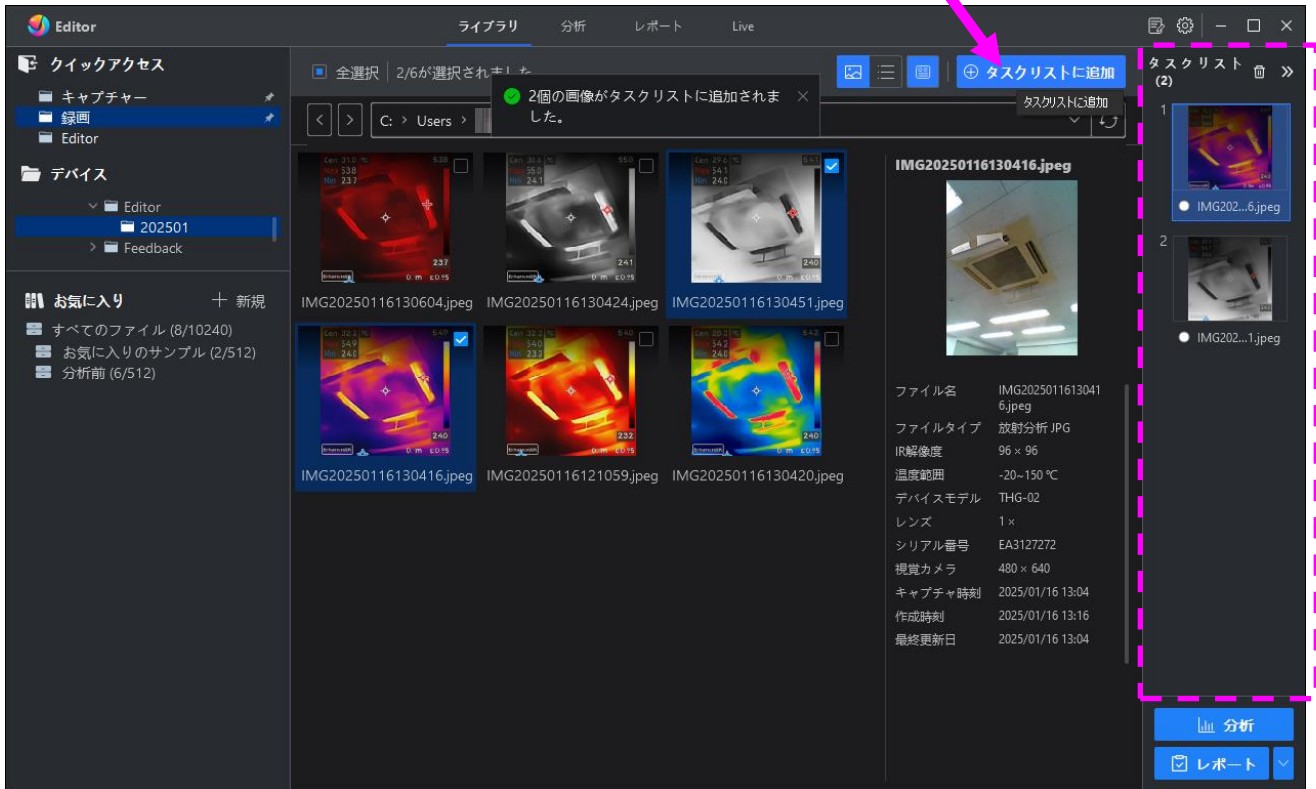 Editor
ライブラリ 分析 レポート Live
クイックアクセス
キャプチャー
録画
Editor
デバイス
Editor
202501
Feedback
お気に入り
新規
すべてのファイル (8/10240)
お気に入りのサンプル (2/512)
分析前 (6/512)
全選択 2/6が選択されました
タスクリストに追加
タスクリストに追加
2個の画像がタスクリストに追加されま
した。
C: > Users >
IMG20250116130604.jpeg IMG20250116130424.jpeg IMG20250116130451.jpeg
IMG20250116130416.jpeg IMG20250116121059.jpeg IMG20250116130420.jpeg
IMG20250116130416.jpeg
ファイル名 IMG2025011613041
6.jpeg
ファイルタイプ 放射分析 JPG
IR解像度 96 × 96
温度範囲 -20~150 ℃
デバイスモデル THG-02
レンズ 1 ×
シリアル番号 EA3127272
視覚カメラ 480 × 640
キャプチャ時刻 2025/01/16 13:04
作成時刻 2025/01/16 13:16
最終更新日 2025/01/16 13:04
タスクリスト
(2)
1
IMG202...6.jpeg
2
IMG202...1.jpeg
分析
レポート